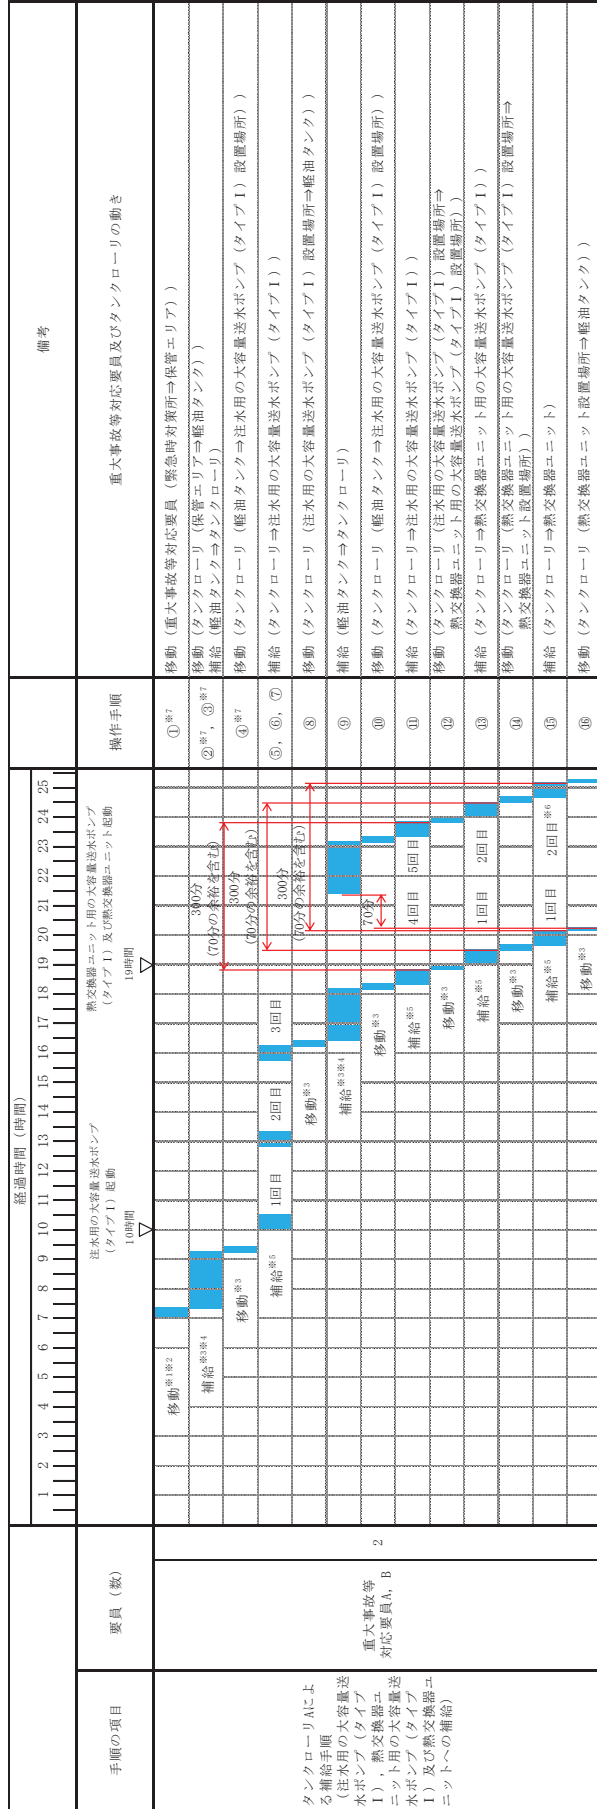 手順の項目
要員（数）
経過時間（時間）
1 2 3 4 5 6 7 8 9 10 11 12 13 14 15 16 17 18 19 20 21 22 23 24 25
操作手順
備考
重大事故等対応要員及びタンクローリの動き
注水用の大容量送水ポンプ
（タイプⅠ）起動
10時間
熱交換器ユニット用の大容量送水ポンプ
（タイプⅠ）及び熱交換器ユニット起動
19時間
タンクローリAによ
る補給手順
（注水用の大容量送
水ポンプ（タイプ
Ⅰ），熱交換器ユ
ニット用の大容量送
水ポンプ（タイプ
Ⅰ）及び熱交換器ユ
ニットへの補給）
重大事故等
対応要員A，B
2
移動※1※2
①※7
移動（重大事故等対応要員（緊急時対策所⇒保管エリア））
補給※3※4
②※7，③※7
移動（タンクローリ（保管エリア⇒軽油タンク））
補給（軽油タンク⇒タンクローリ）
300分
（70分の余裕を含む）
移動※3
④※7
移動（タンクローリ（軽油タンク⇒注水用の大容量送水ポンプ（タイプⅠ）設置場所））
300分
（70分の余裕を含む）
補給※5
1回目
2回目
3回目
⑤，⑥，⑦
補給（タンクローリ⇒注水用の大容量送水ポンプ（タイプⅠ））
300分
（70分の余裕を含む）
移動※3
⑧
移動（タンクローリ（注水用の大容量送水ポンプ（タイプⅠ）設置場所⇒軽油タンク））
補給※3※4
⑨
補給（軽油タンク⇒タンクローリ）
70分
移動※3
⑩
移動（タンクローリ（軽油タンク⇒注水用の大容量送水ポンプ（タイプⅠ）設置場所））
補給※5
4回目
5回目
⑪
補給（タンクローリ⇒注水用の大容量送水ポンプ（タイプⅠ））
移動※3
⑫
移動（タンクローリ（注水用の大容量送水ポンプ（タイプⅠ）設置場所⇒
熱交換器ユニット用の大容量送水ポンプ（タイプⅠ）設置場所））
補給※5
1回目
2回目
⑬
補給（タンクローリ⇒熱交換器ユニット用の大容量送水ポンプ（タイプⅠ））
移動※3
⑭
移動（タンクローリ（熱交換器ユニット用の大容量送水ポンプ（タイプⅠ）設置場所⇒
熱交換器ユニット設置場所））
補給※5
1回目
2回目※6
⑮
補給（タンクローリ⇒熱交換器ユニット）
移動※3
⑯
移動（タンクローリ（熱交換器ユニット設置場所⇒軽油タンク））